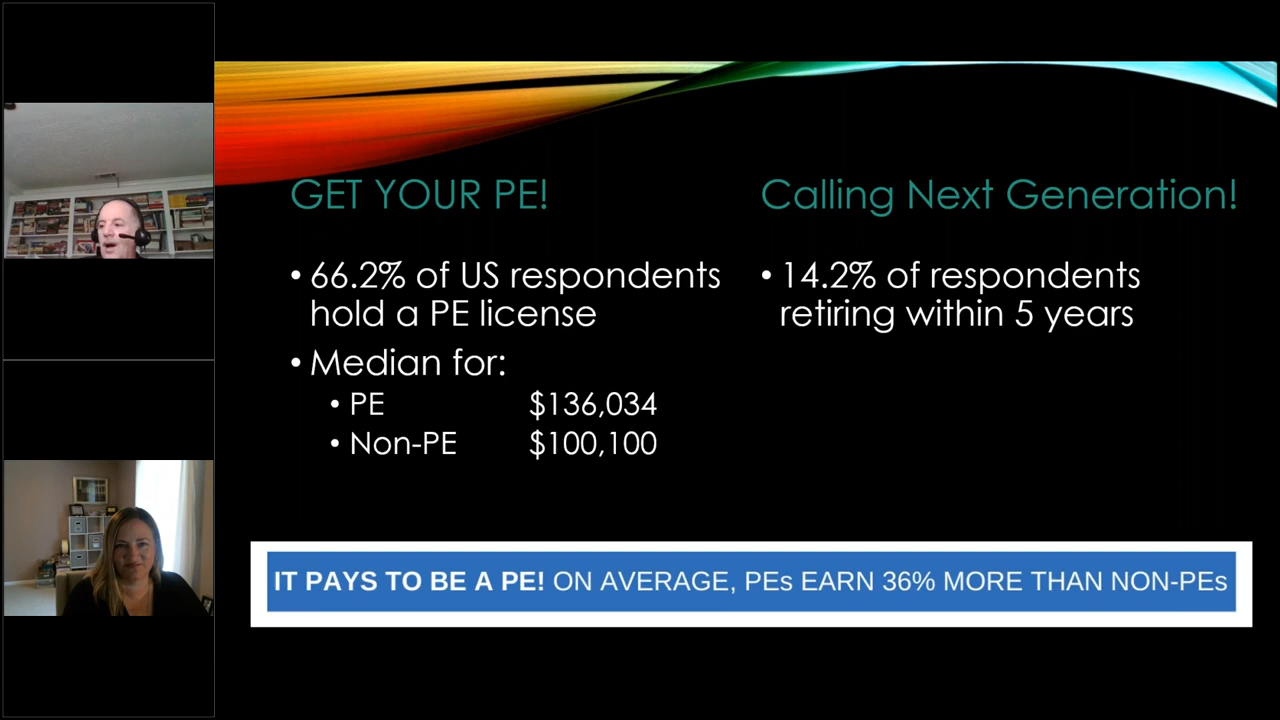 GET YOUR PE!
• 66.2% of US respondents
hold a PE license
• Median for:
• PE $136,034
• Non-PE $100,100
Calling Next Generation!
• 14.2% of respondents
retiring within 5 years
IT PAYS TO BE A PE! ON AVERAGE, PEs EARN 36% MORE THAN NON-PEs